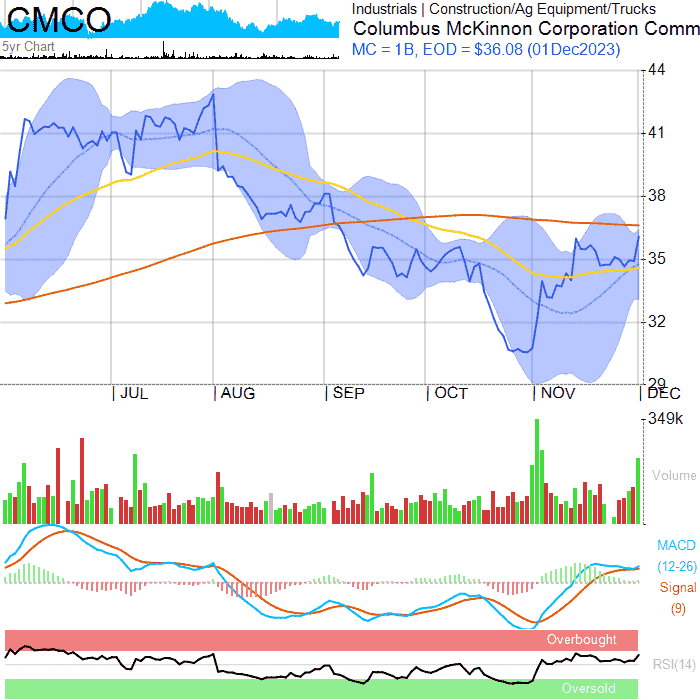 CMCO
Industrials | Construction/Ag Equipment/Trucks
Columbus McKinnon Corporation Comm
5yr Chart
MC = 1B, EOD = $36.08 (01Dec2023)
44
41
38
35
32
29
JUL AUG SEP OCT NOV DEC
349k
Volume
MACD
(12-26)
Signal
(9)
Overbought
RSI(14)
Oversold